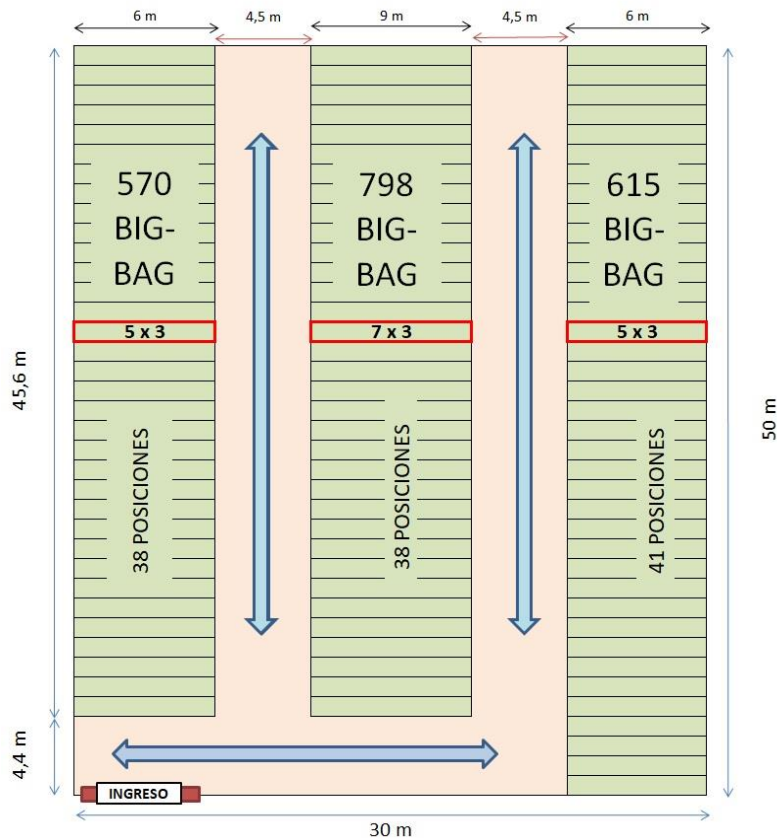 6 m
4,5 m
9 m
4,5 m
6 m
570
BIG-
BAG
798
BIG-
BAG
615
BIG-
BAG
5 x 3
7 x 3
5 x 3
45,6 m
50 m
38 POSICIONES
38 POSICIONES
41 POSICIONES
4,4 m
INGRESO
30 m